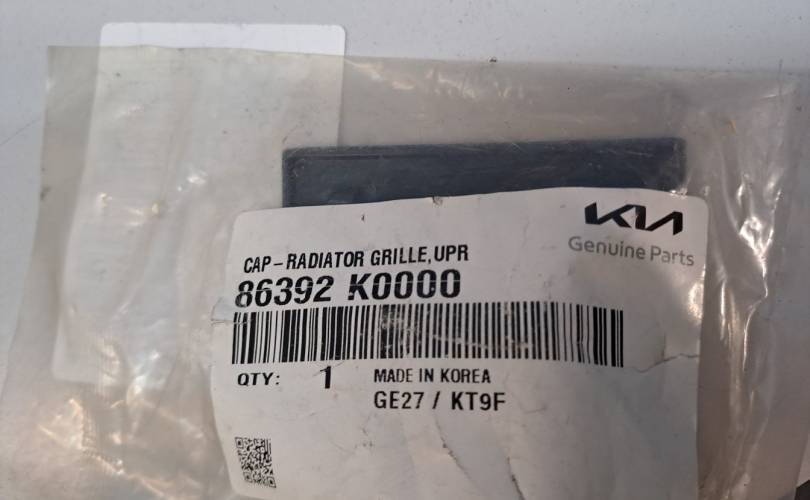 KIA
Genuine Parts
CAP-RADIATOR GRILLE,UPR
86392 K0000
QTY: 1 MADE IN KOREA
GE27 / KT9F